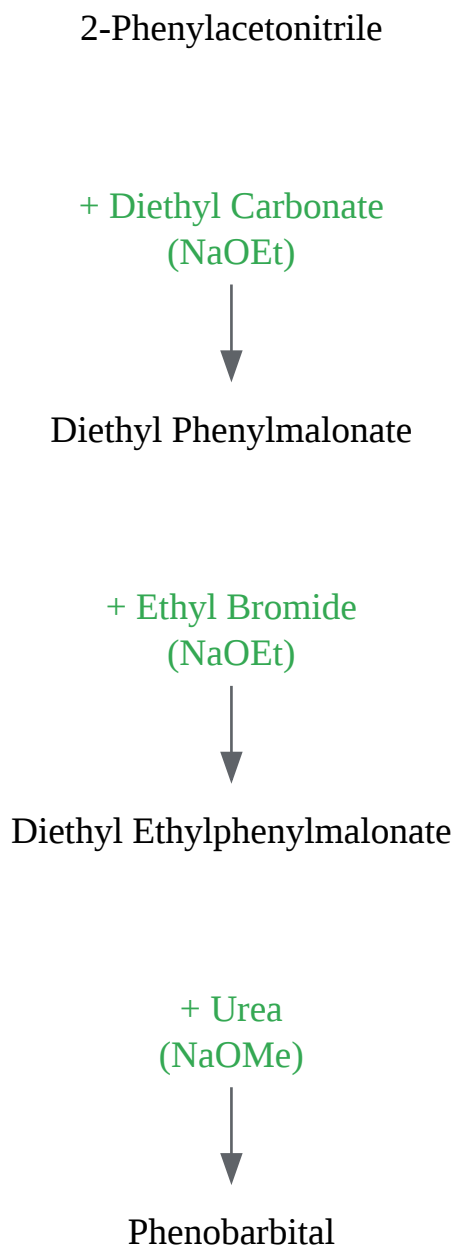 2-Phenylacetonitrile
+ Diethyl Carbonate
(NaOEt)
Diethyl Phenylmalonate
+ Ethyl Bromide
(NaOEt)
Diethyl Ethylphenylmalonate
+ Urea
(NaOMe)
Phenobarbital